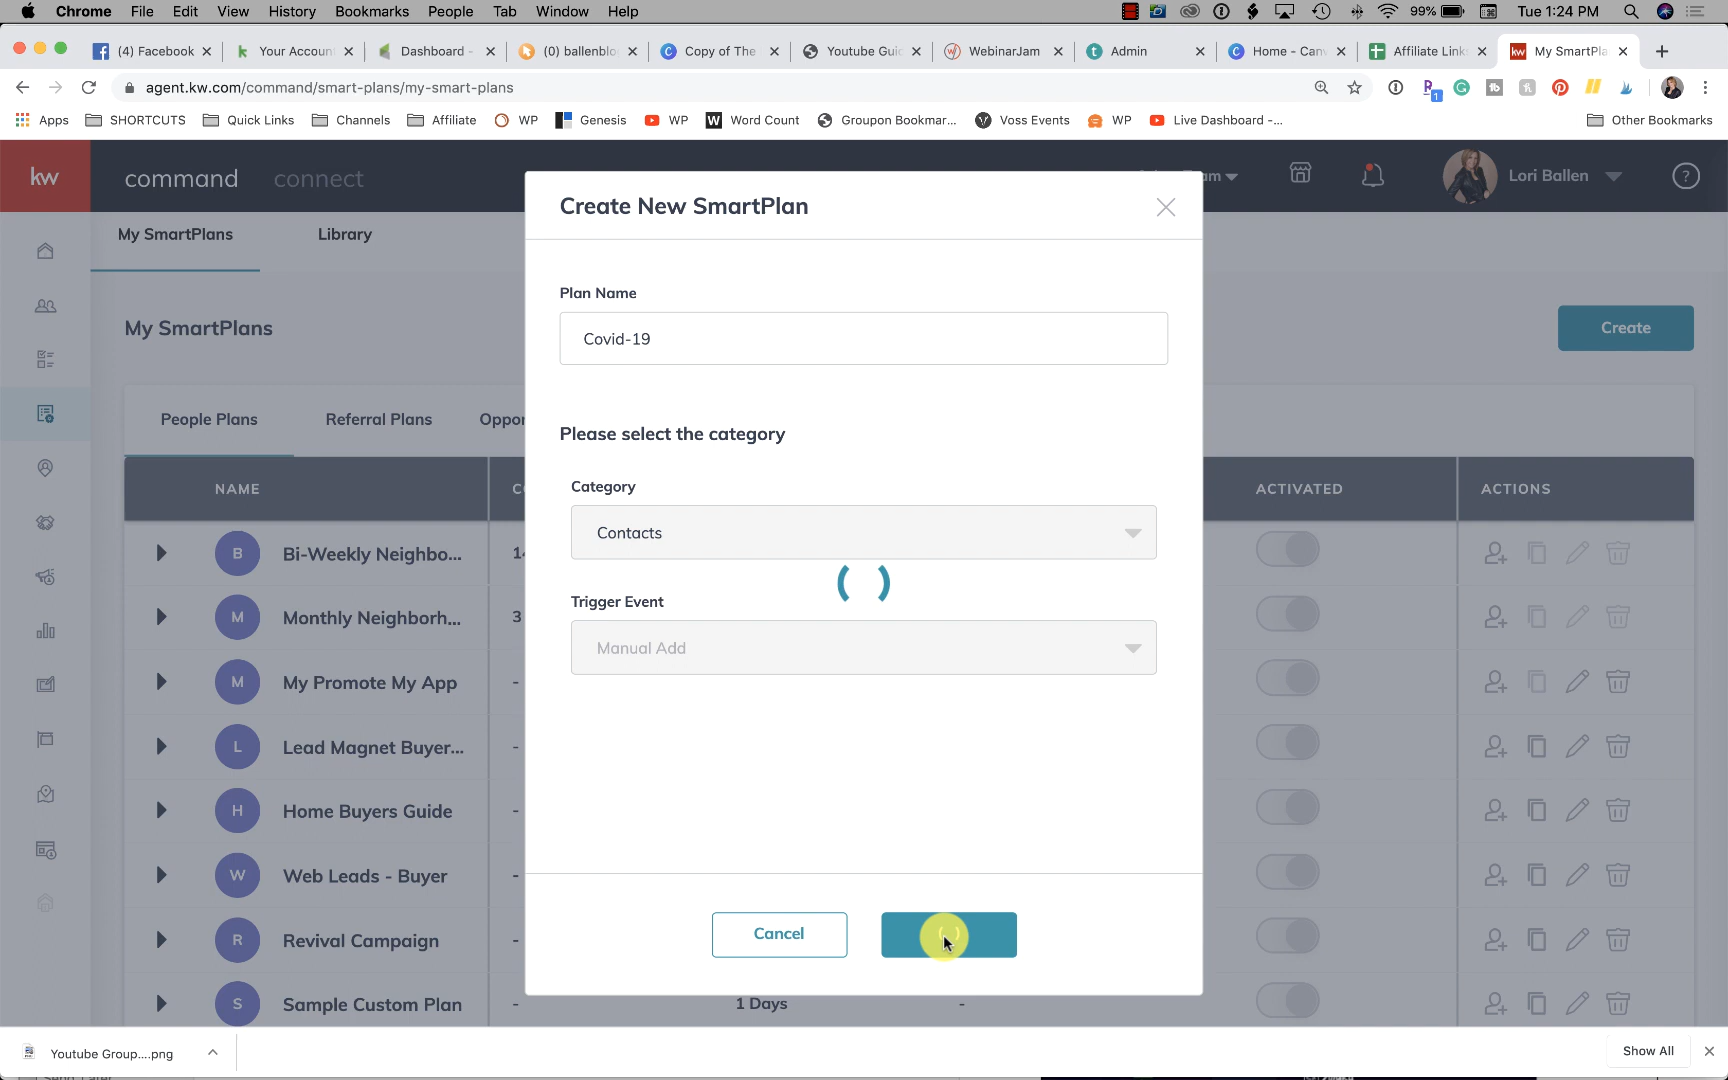 Chrome File Edit View History Bookmarks People Tab Window Help 99% Tue 1:24 PM
(4) Facebook Your Accoun Dashboard - (0) ballenblo Copy of The Youtube Gui WebinarJam Admin Home - Can Affiliate Link My SmartPla
agent.kw.com/command/smart-plans/my-smart-plans
Apps SHORTCUTS Quick Links Channels Affiliate WP Genesis WP Word Count Groupon Bookmar... Voss Events WP Live Dashboard -... Other Bookmarks
kw command connect am Lori Ballen ?
Create New SmartPlan
My SmartPlans Library
Plan Name
My SmartPlans Create
Covid-19
People Plans Referral Plans Oppor
Please select the category
NAME ACTIVATED ACTIONS
Category
Contacts
B Bi-Weekly Neighbo...
Trigger Event
M Monthly Neighborh... 3
Manual Add
M My Promote My App -
L Lead Magnet Buyer... -
H Home Buyers Guide -
W Web Leads - Buyer -
R Revival Campaign -
Cancel
S Sample Custom Plan - 1 Days -
Youtube Group....png Show All